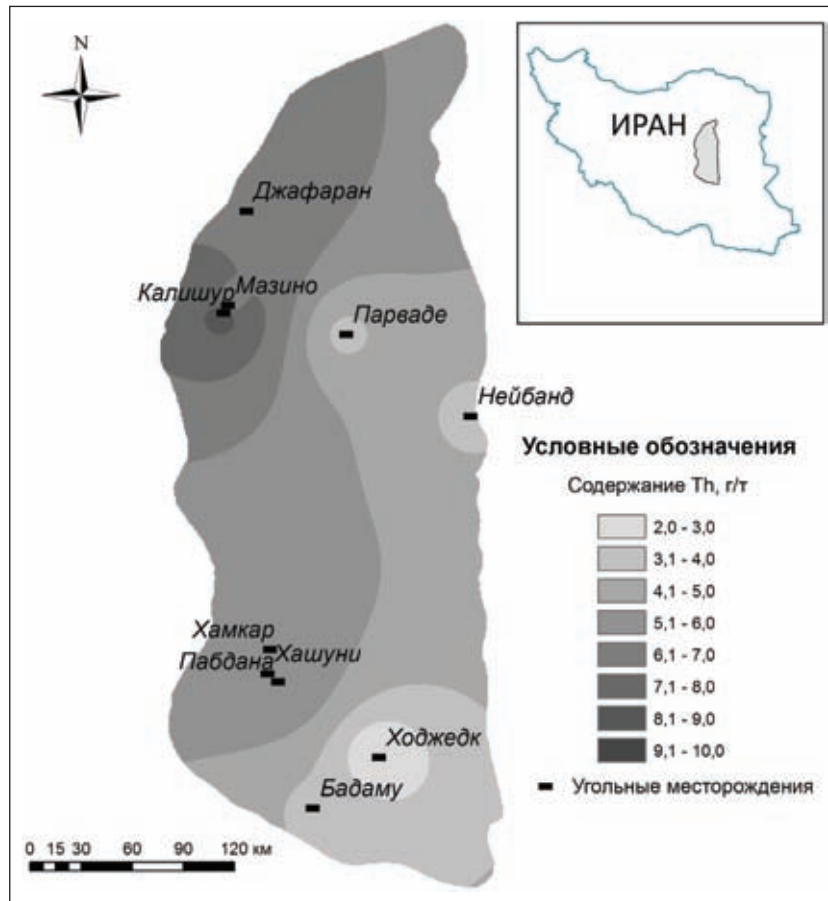 N
ИРАН
Джафаран
Мазино
Калишур
Парваде
Нейбанд
Условные обозначения
Содержание Th, г/т
2,0 - 3,0
3,1 - 4,0
4,1 - 5,0
5,1 - 6,0
6,1 - 7,0
7,1 - 8,0
8,1 - 9,0
9,1 - 10,0
Угольные месторождения
Хамкар
Хашуни
Пабдана
Ходжедк
Бадаму
0 15 30 60 90 120 км